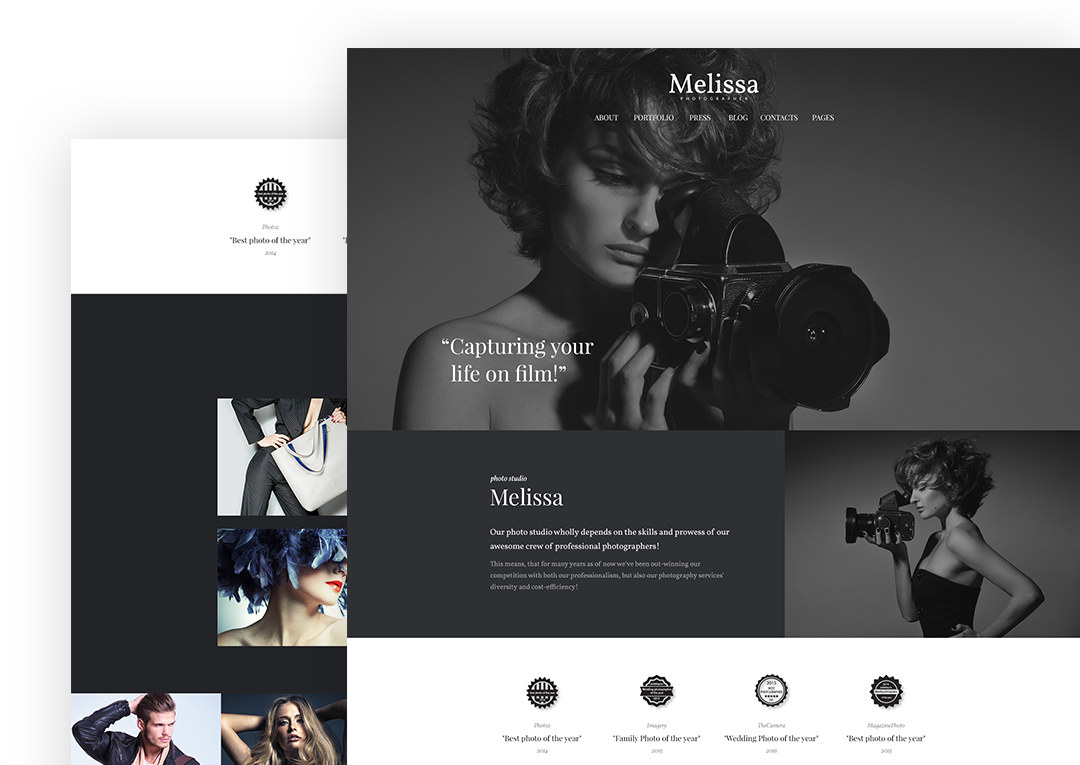 Melissa
PHOTOGRAPHER
ABOUT PORTFOLIO PRESS BLOG CONTACTS PAGES
“Capturing your
life on film!”
photo studio
Melissa
Our photo studio wholly depends on the skills and prowess of our
awesome crew of professional photographers!
This means, that for many years as of now we've been out-winning our
competition with both our professionalism, but also our photography services'
diversity and cost-efficiency!
Photoz Imagery TheCamera MagazinePhoto
"Best photo of the year" "Family Photo of the year" "Wedding Photo of the year" "Best photo of the year"
2014 2015 2016 2015
Photoz
"Best photo of the year"
2014